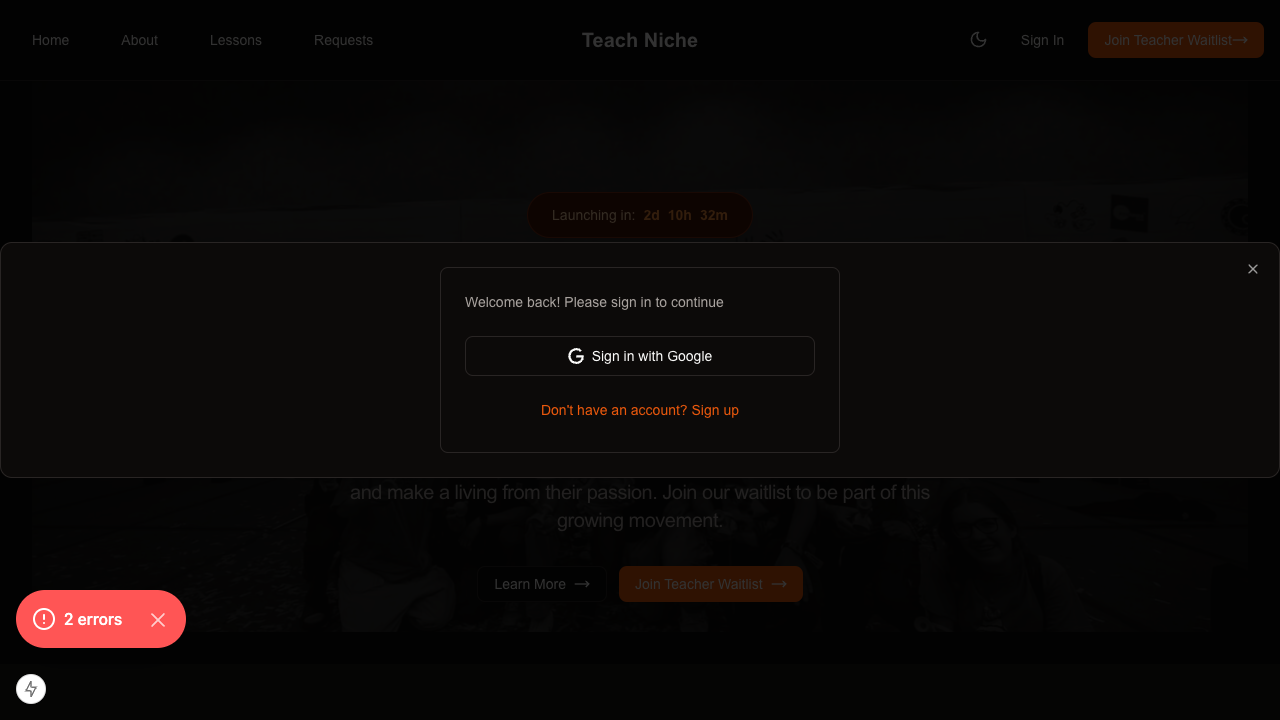 Home
About
Lessons
Requests
Teach Niche
Sign In
Join Teacher Waitlist→
Launching in: 2d 10h 32m
Welcome back! Please sign in to continue
Sign in with Google
Don't have an account? Sign up
and make a living from their passion. Join our waitlist to be part of this
growing movement.
Learn More →
Join Teacher Waitlist →
2 errors